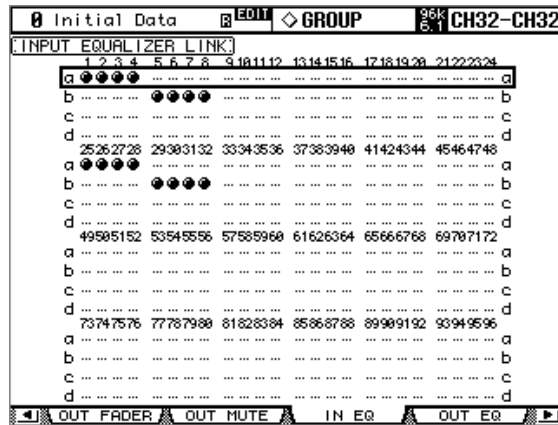 0 Initial Data R EDIT ◇GROUP 96K 6.1 CH32-CH32
[INPUT EQUALIZER LINK]
1 2 3 4 5 6 7 8 9 10 11 12 13 14 15 16 17 18 19 20 21 22 23 24
a a
b b
c c
d d
25 26 27 28 29 30 31 32 33 34 35 36 37 38 39 40 41 42 43 44 45 46 47 48
a a
b b
c c
d d
49 50 51 52 53 54 55 56 57 58 59 60 61 62 63 64 65 66 67 68 69 70 71 72
a a
b b
c c
d d
73 74 75 76 77 78 79 80 81 82 83 84 85 86 87 88 89 90 91 92 93 94 95 96
a a
b b
c c
d d
OUT FADER OUT MUTE IN EQ OUT EQ